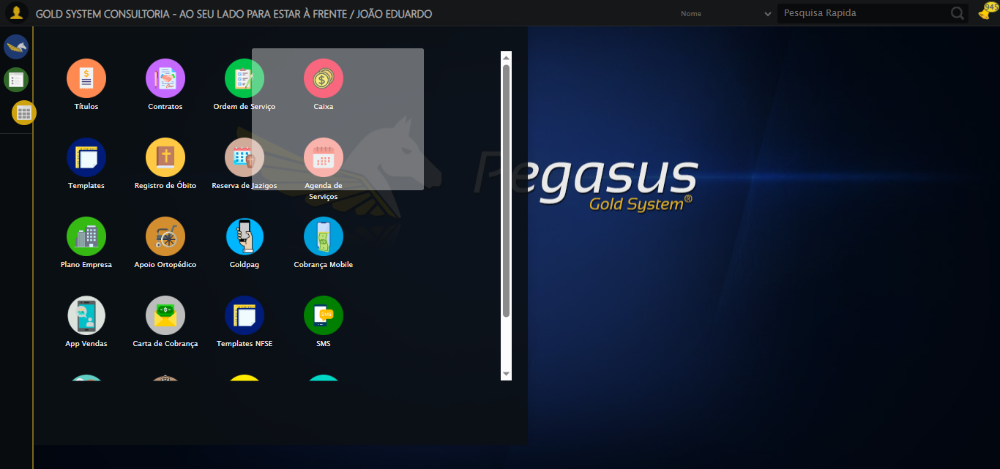 GOLD SYSTEM CONSULTORIA - AO SEU LADO PARA ESTAR À FRENTE / JOÃO EDUARDO
Nome
Pesquisa Rapida
945
Títulos
Contratos
Ordem de Serviço
Caixa
Templates
Registro de Óbito
Reserva de Jazigos
Agenda de
Serviços
Pegasus
Gold System®
Plano Empresa
Apoio Ortopédico
Goldpag
Cobrança Mobile
App Vendas
Carta de Cobrança
Templates NFSE
SMS
SMS